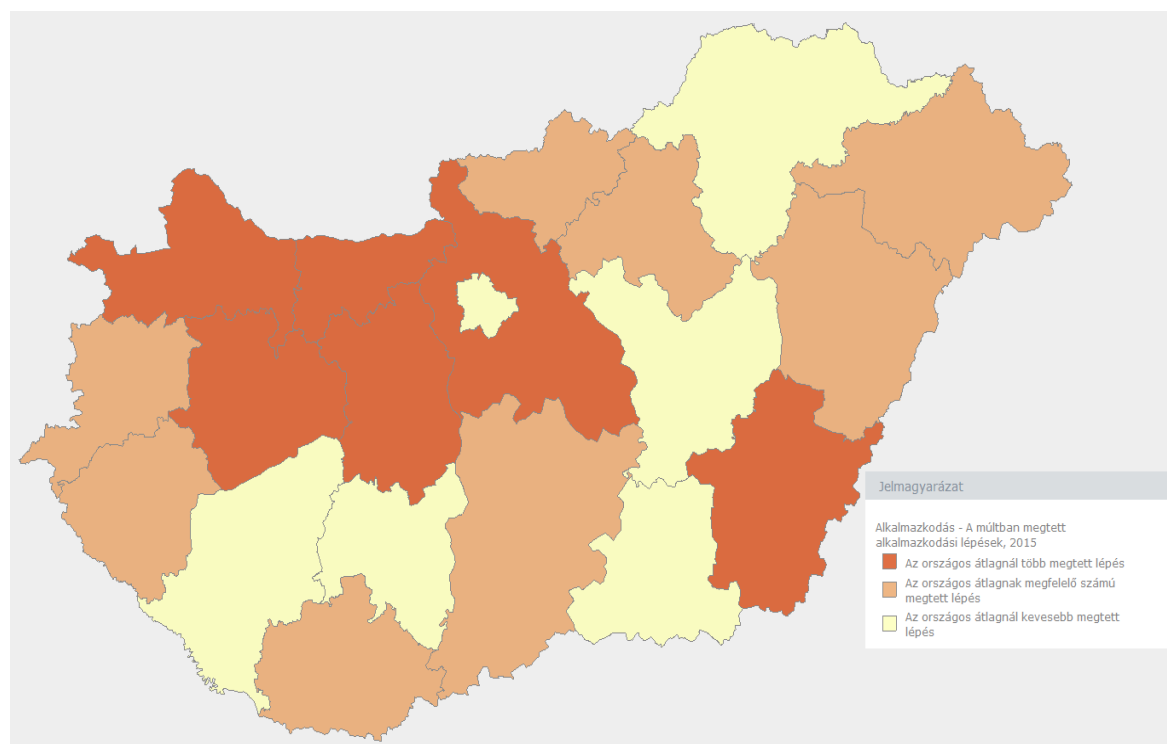 Jelmagyarázat
Alkalmazkodás - A múltban megtett
alkalmazkodási lépések, 2015
Az országos átlagnál több megtett lépés
Az országos átlagnak megfelelő számú
megtett lépés
Az országos átlagnál kevesebb megtett
lépés